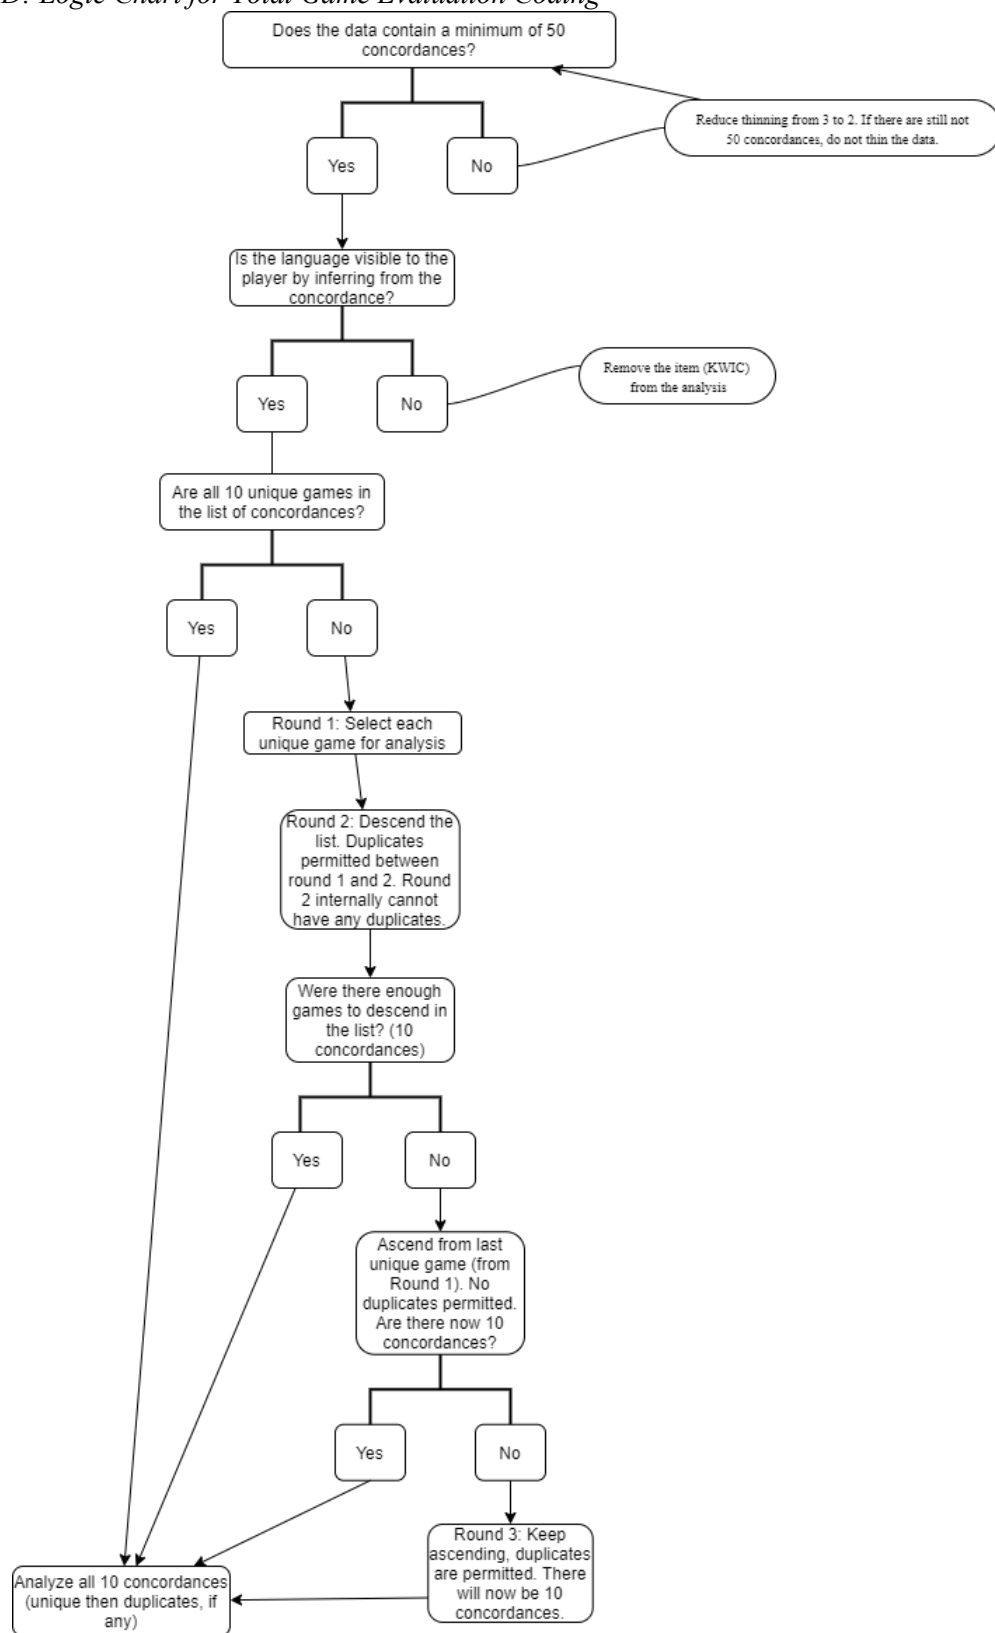 D: Logic Chart for Total Game Evaluation Coding
Does the data contain a minimum of 50
concordances?
Reduce thinning from 3 to 2. If there are still not
50 concordances, do not thin the data.
Yes
No
Is the language visible to the
player by inferring from the
concordance?
Remove the item (KWIC)
from the analysis
Yes
No
Are all 10 unique games in
the list of concordances?
Yes
No
Round 1: Select each
unique game for analysis
Round 2: Descend the
list. Duplicates
permitted between
round 1 and 2. Round
2 internally cannot
have any duplicates.
Were there enough
games to descend in
the list? (10
concordances)
Yes
No
Ascend from last
unique game (from
Round 1). No
duplicates permitted.
Are there now 10
concordances?
Yes
No
Round 3: Keep
ascending, duplicates
are permitted. There
will now be 10
concordances.
Analyze all 10 concordances
(unique then duplicates, if
any)